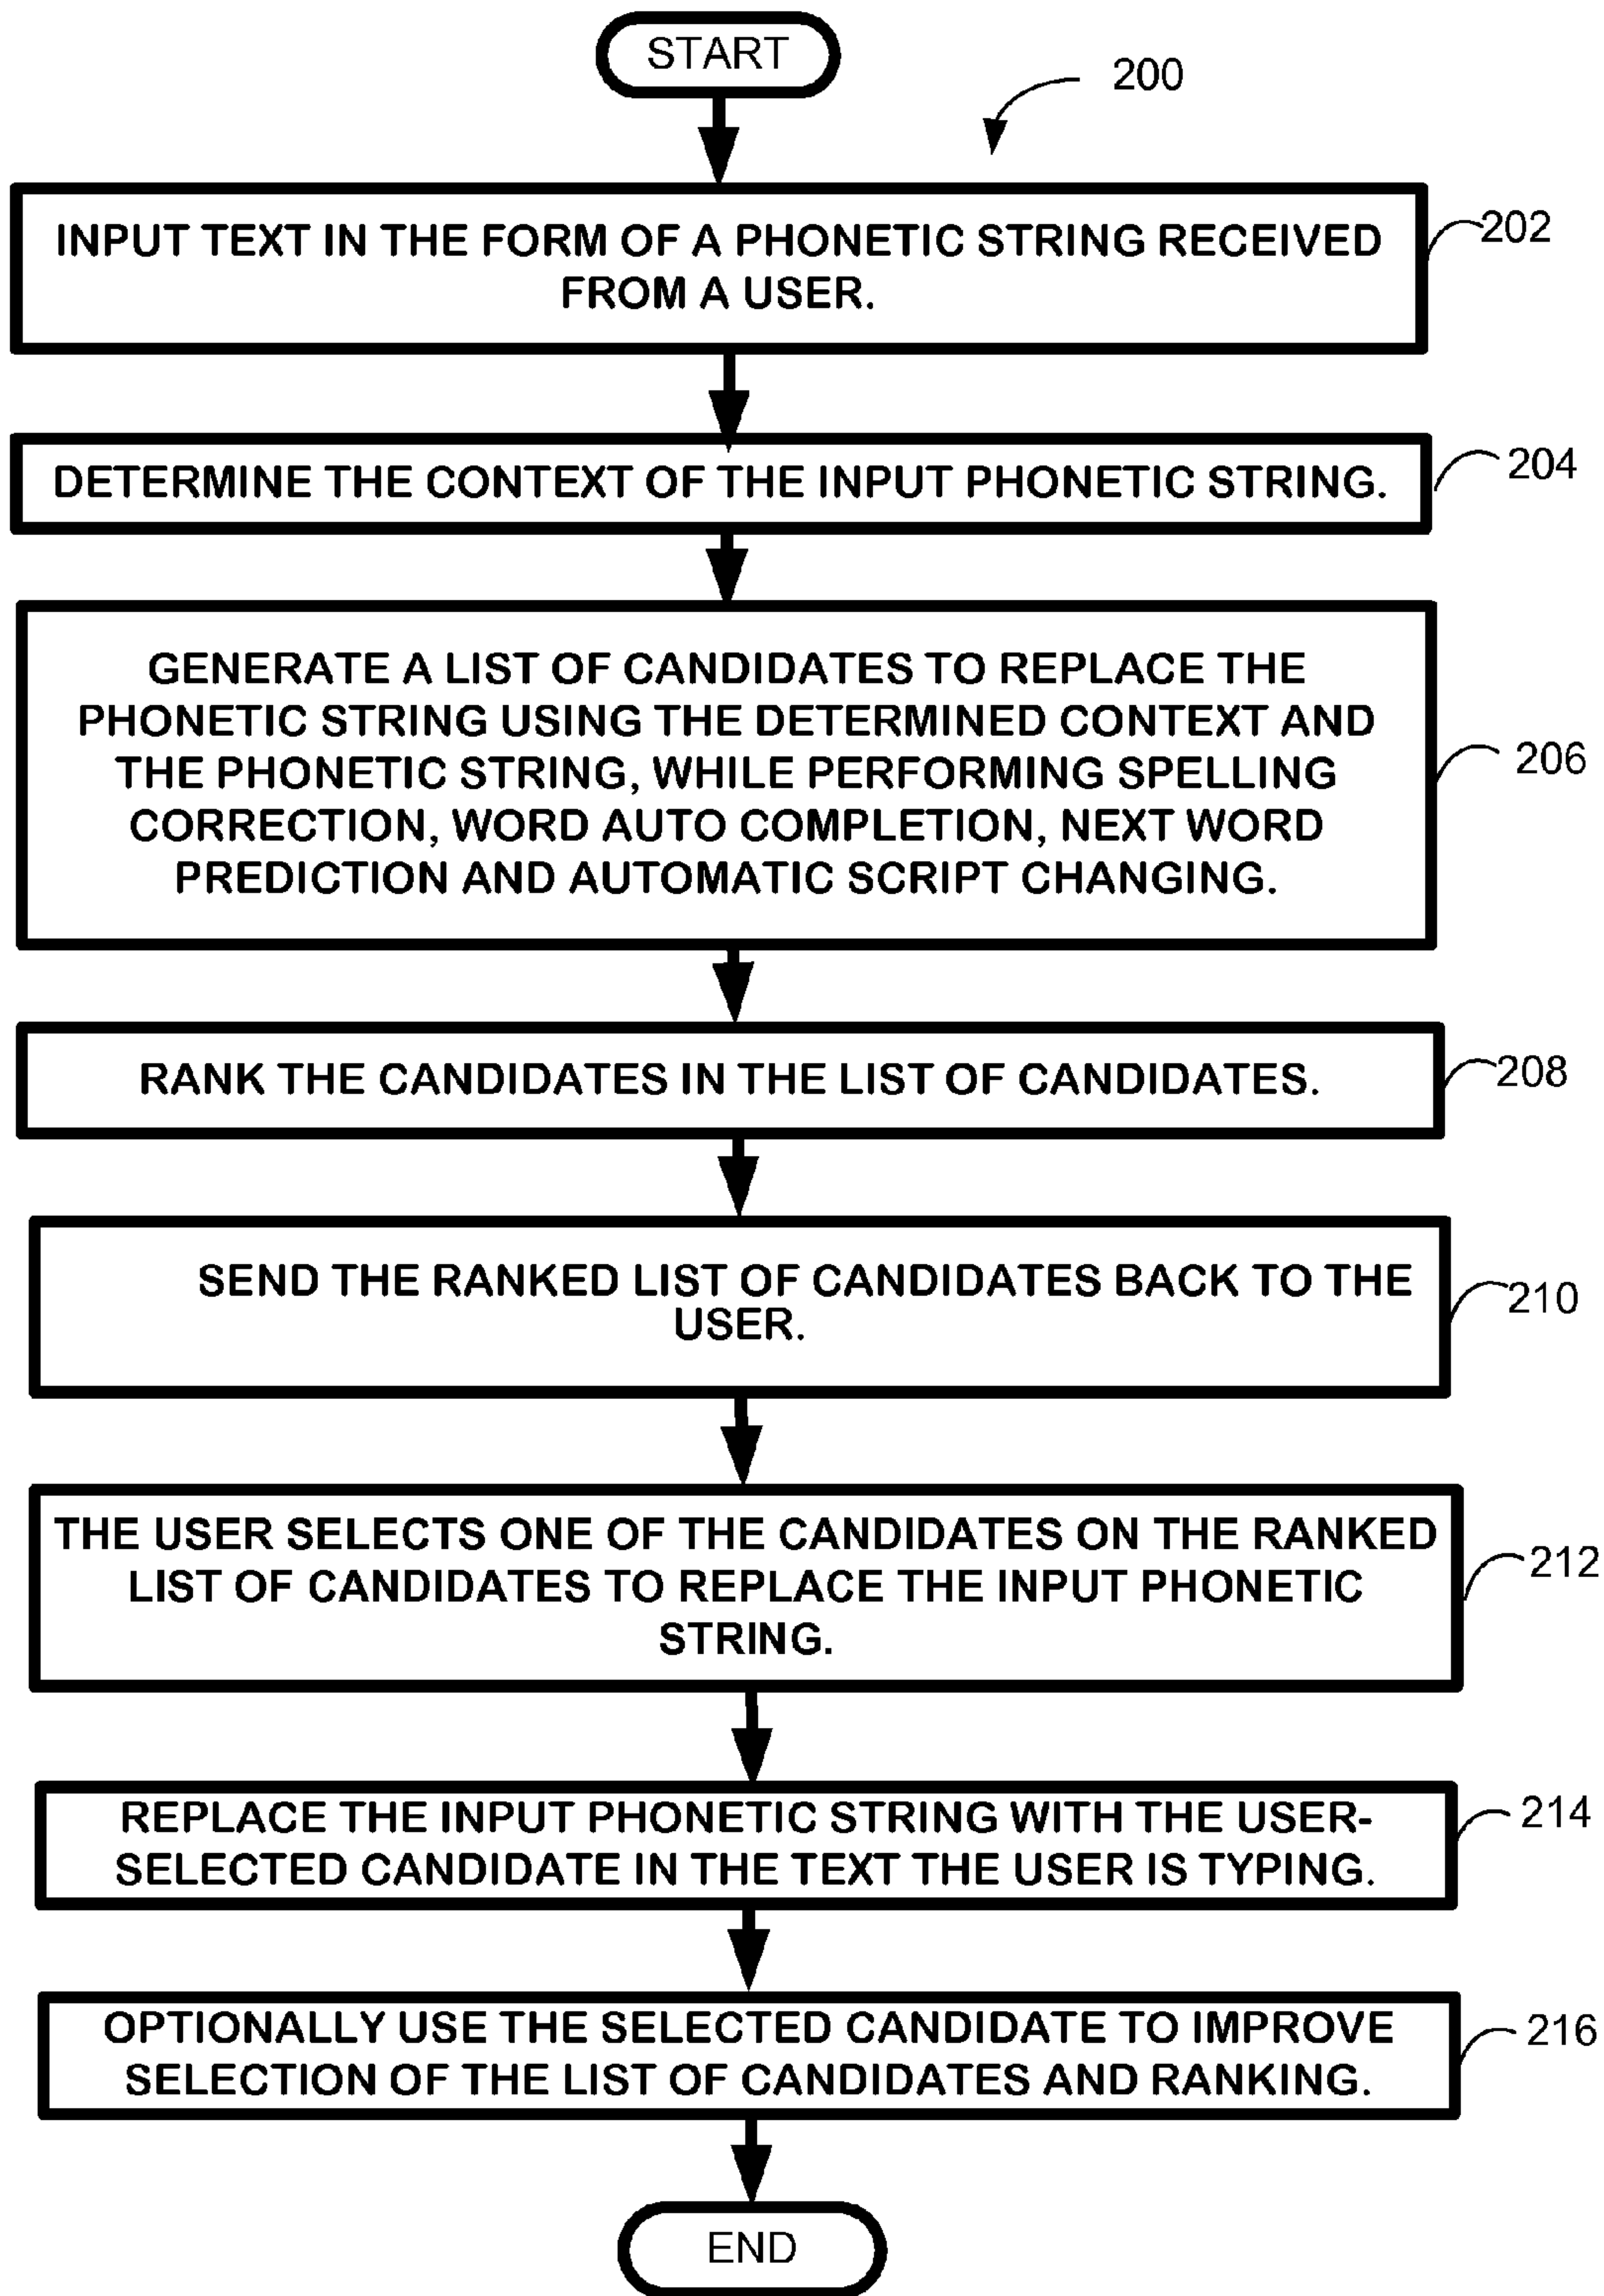 START
200
INPUT TEXT IN THE FORM OF A PHONETIC STRING RECEIVED
FROM A USER.
202
DETERMINE THE CONTEXT OF THE INPUT PHONETIC STRING.
204
GENERATE A LIST OF CANDIDATES TO REPLACE THE
PHONETIC STRING USING THE DETERMINED CONTEXT AND
THE PHONETIC STRING, WHILE PERFORMING SPELLING
CORRECTION, WORD AUTO COMPLETION, NEXT WORD
PREDICTION AND AUTOMATIC SCRIPT CHANGING.
206
RANK THE CANDIDATES IN THE LIST OF CANDIDATES.
208
SEND THE RANKED LIST OF CANDIDATES BACK TO THE
USER.
210
THE USER SELECTS ONE OF THE CANDIDATES ON THE RANKED
LIST OF CANDIDATES TO REPLACE THE INPUT PHONETIC
STRING.
212
REPLACE THE INPUT PHONETIC STRING WITH THE USER-
SELECTED CANDIDATE IN THE TEXT THE USER IS TYPING.
214
OPTIONALLY USE THE SELECTED CANDIDATE TO IMPROVE
SELECTION OF THE LIST OF CANDIDATES AND RANKING.
216
END